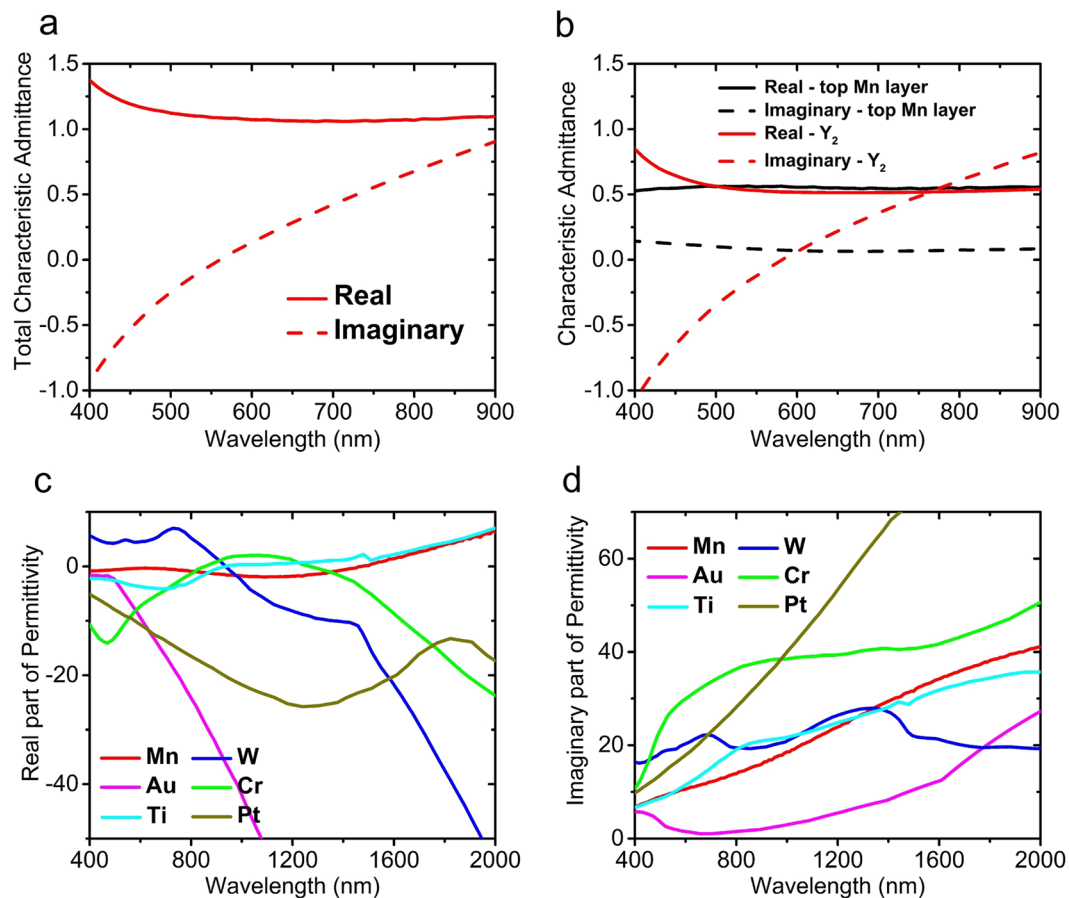 a
Total Characteristic Admittance
1.5
1.0
0.5
0.0
-0.5
-1.0
Real
Imaginary
400 500 600 700 800 900
Wavelength (nm)
b
Characteristic Admittance
1.5
1.0
0.5
0.0
-0.5
-1.0
Real - top Mn layer
Imaginary - top Mn layer
Real - Y₂
Imaginary - Y₂
400 500 600 700 800 900
Wavelength (nm)
c
Real part of Permittivity
0
-20
-40
Mn W
Au Cr
Ti Pt
400 800 1200 1600 2000
Wavelength (nm)
d
Imaginary part of Permittivity
60
40
20
0
Mn W
Au Cr
Ti Pt
400 800 1200 1600 2000
Wavelength (nm)